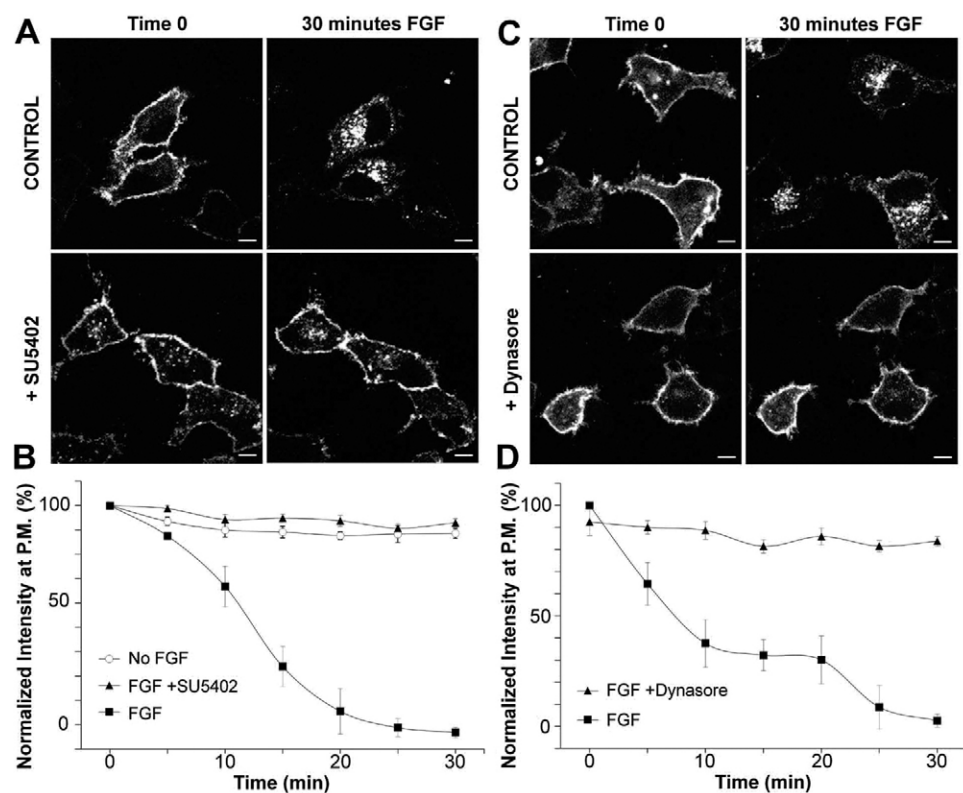 A
Time 0
30 minutes FGF
CONTROL
+ SU5402
B
Normalized Intensity at P.M. (%)
100
50
0
No FGF
FGF +SU5402
FGF
0
10
20
30
Time (min)
C
Time 0
30 minutes FGF
CONTROL
+ Dynasore
D
Normalized Intensity at P.M. (%)
100
50
0
FGF +Dynasore
FGF
0
10
20
30
Time (min)